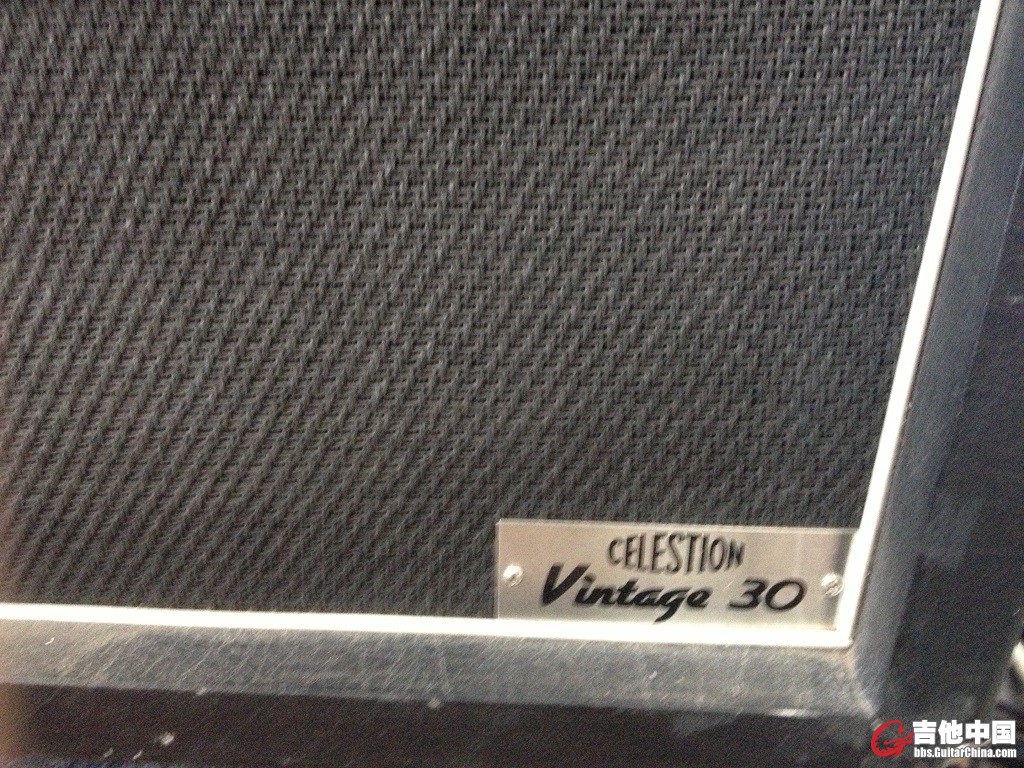 CELESTION
Vintage 30
吉他中国
bbs.GuitarChina.com